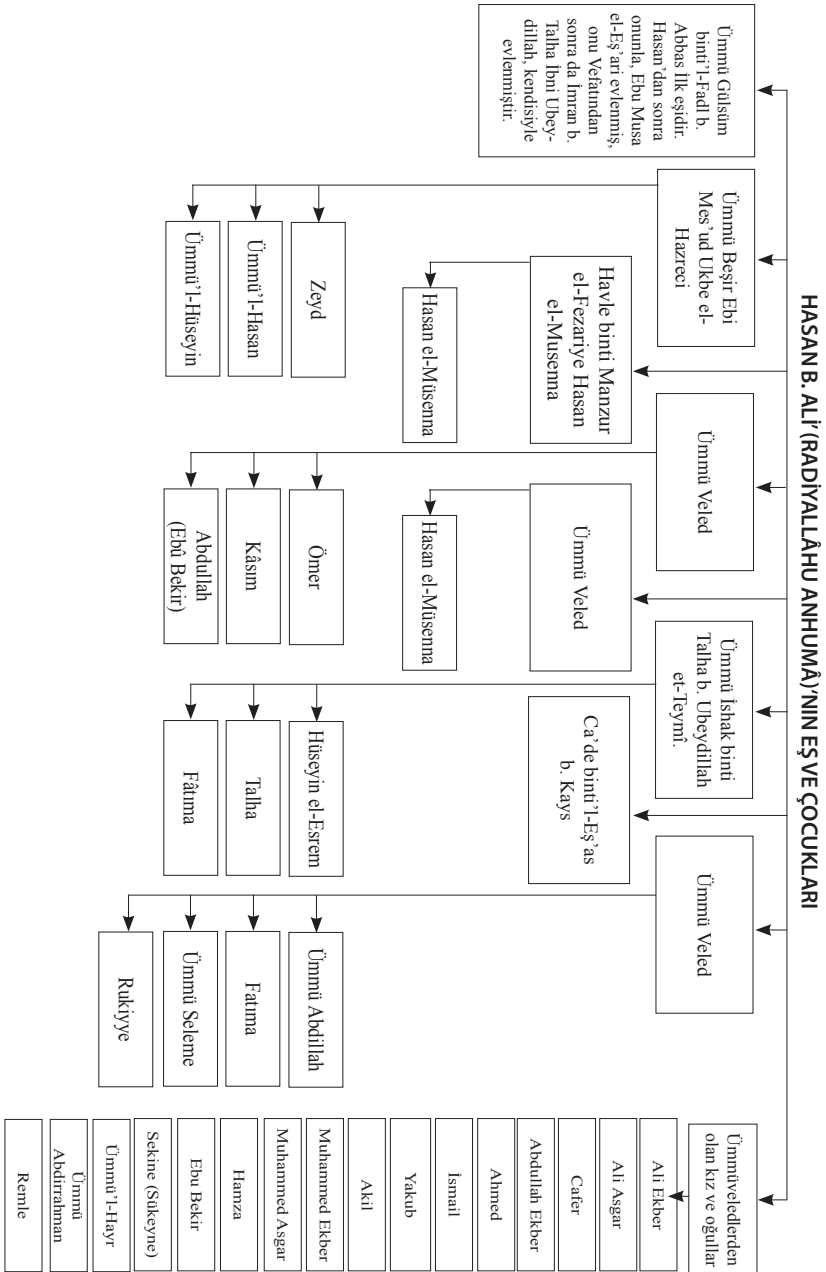 HASAN B. ALİ' (RADİYALLÂHU ANHUMÂ)'NIN EŞ VE ÇOCUKLARI
Ümmü Gülsüm
binti'l-Fadl b.
Abbas İlk eşidir.
Hasan'dan sonra
onunla, Ebu Musa
el-Eş'ari evlenmiş,
onu Vefatından
sonra da İmran b.
Talha İbni Ubey-
dillah, kendisiyle
evlenmiştir.
Ümmü Beşir Ebi
Mes'ud Ukbe el-
Hazreci
Zeyd
Ümmü'l-Hasan
Ümmü'l-Hüseyin
Havle binti Manzur
el-Fezariye Hasan
el-Musenna
Hasan el-Müsenna
Ümmü Veled
Ömer
Kâsım
Abdullah
(Ebû Bekir)
Ümmü Veled
Hasan el-Müsenna
Ümmü İshak binti
Talha b. Ubeydillah
et-Teymî.
Hüseyin el-Esrem
Talha
Fâtıma
Ca'de binti'l-Eş'as
b. Kays
Ümmü Veled
Ümmü Abdillah
Fatıma
Ümmü Seleme
Rukiyye
Ümmüveledlerden
olan kız ve oğullar
Ali Ekber
Ali Asgar
Cafer
Abdullah Ekber
Ahmed
İsmail
Yakub
Akil
Muhammed Ekber
Muhammed Asgar
Hamza
Ebu Bekir
Sekine (Sükeyne)
Ümmü'l-Hayr
Ümmü
Abdirrahman
Remle